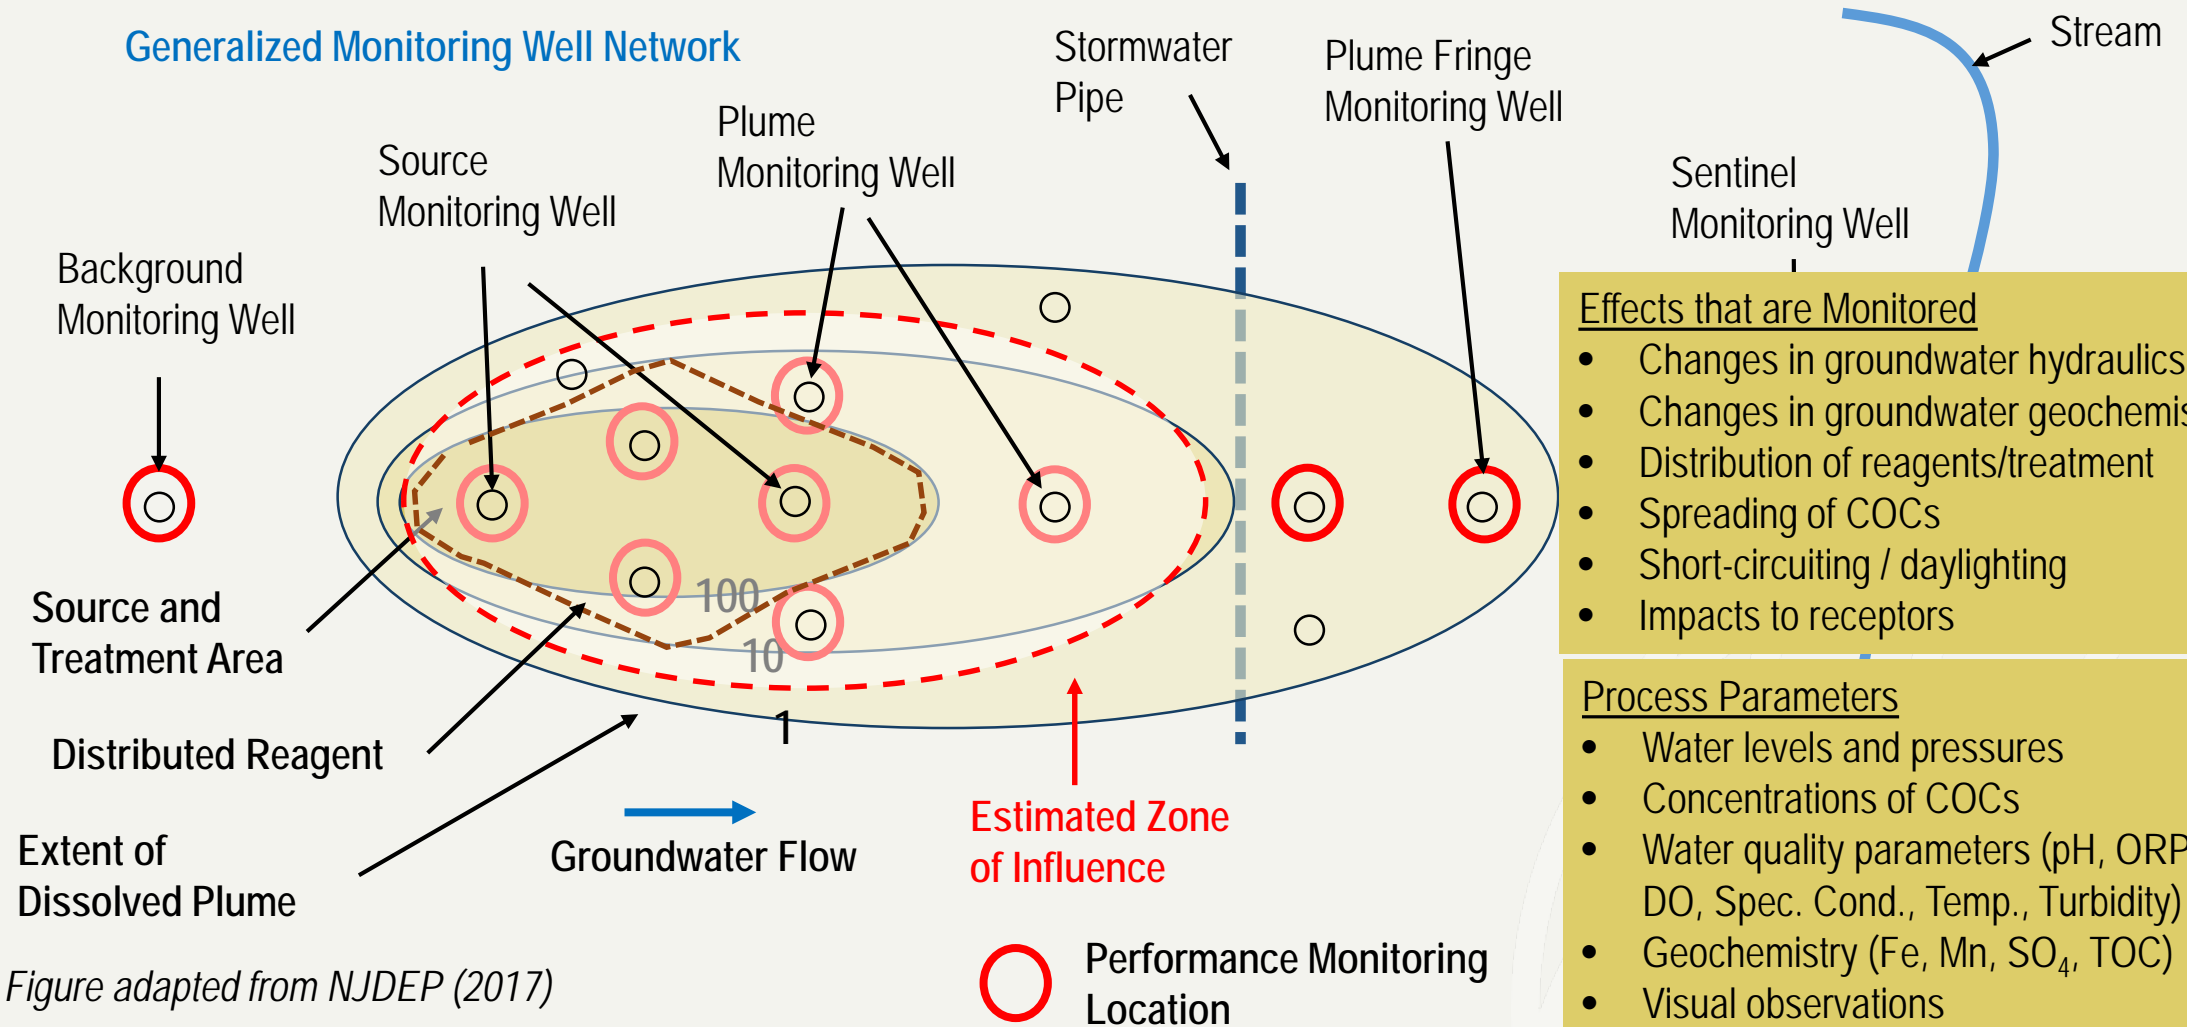 Generalized Monitoring Well Network
Stormwater
Pipe
Plume Fringe
Monitoring Well
Stream
Plume
Monitoring Well
Source
Monitoring Well
Sentinel
Monitoring Well
Background
Monitoring Well
Effects that are Monitored
• Changes in groundwater hydraulics
• Changes in groundwater geochemis
• Distribution of reagents/treatment
• Spreading of COCs
• Short-circuiting / daylighting
• Impacts to receptors
100
10
1
Source and
Treatment Area
Distributed Reagent
Extent of
Dissolved Plume
Groundwater Flow
Estimated Zone
of Influence
Process Parameters
• Water levels and pressures
• Concentrations of COCs
• Water quality parameters (pH, ORP
DO, Spec. Cond., Temp., Turbidity)
• Geochemistry (Fe, Mn, SO₄, TOC)
• Visual observations
Performance Monitoring
Location
Figure adapted from NJDEP (2017)